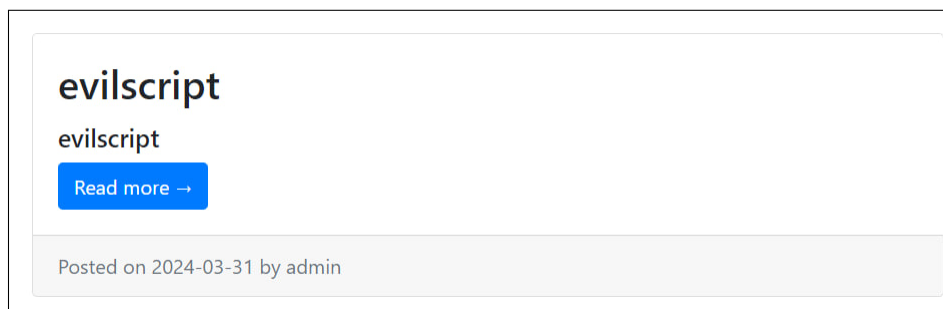 evilscript
evilscript
Read more →
Posted on 2024-03-31 by admin